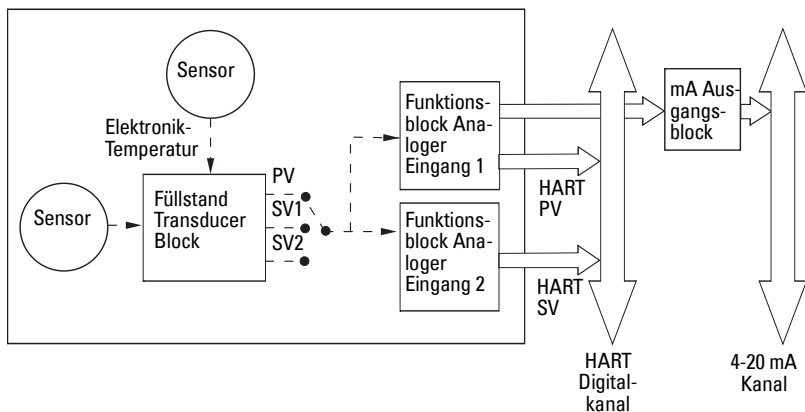 Sensor
Elektronik-
Temperatur
Sensor
Füllstand
Transducer
Block
PV
SV1
SV2
Funktions-
block Ana-
loger
Eingang 1
Funktions-
block Ana-
loger
Eingang 2
HART
PV
HART
SV
mA Aus-
gangs-
block
HART
Digital-
kanal
4-20 mA
Kanal